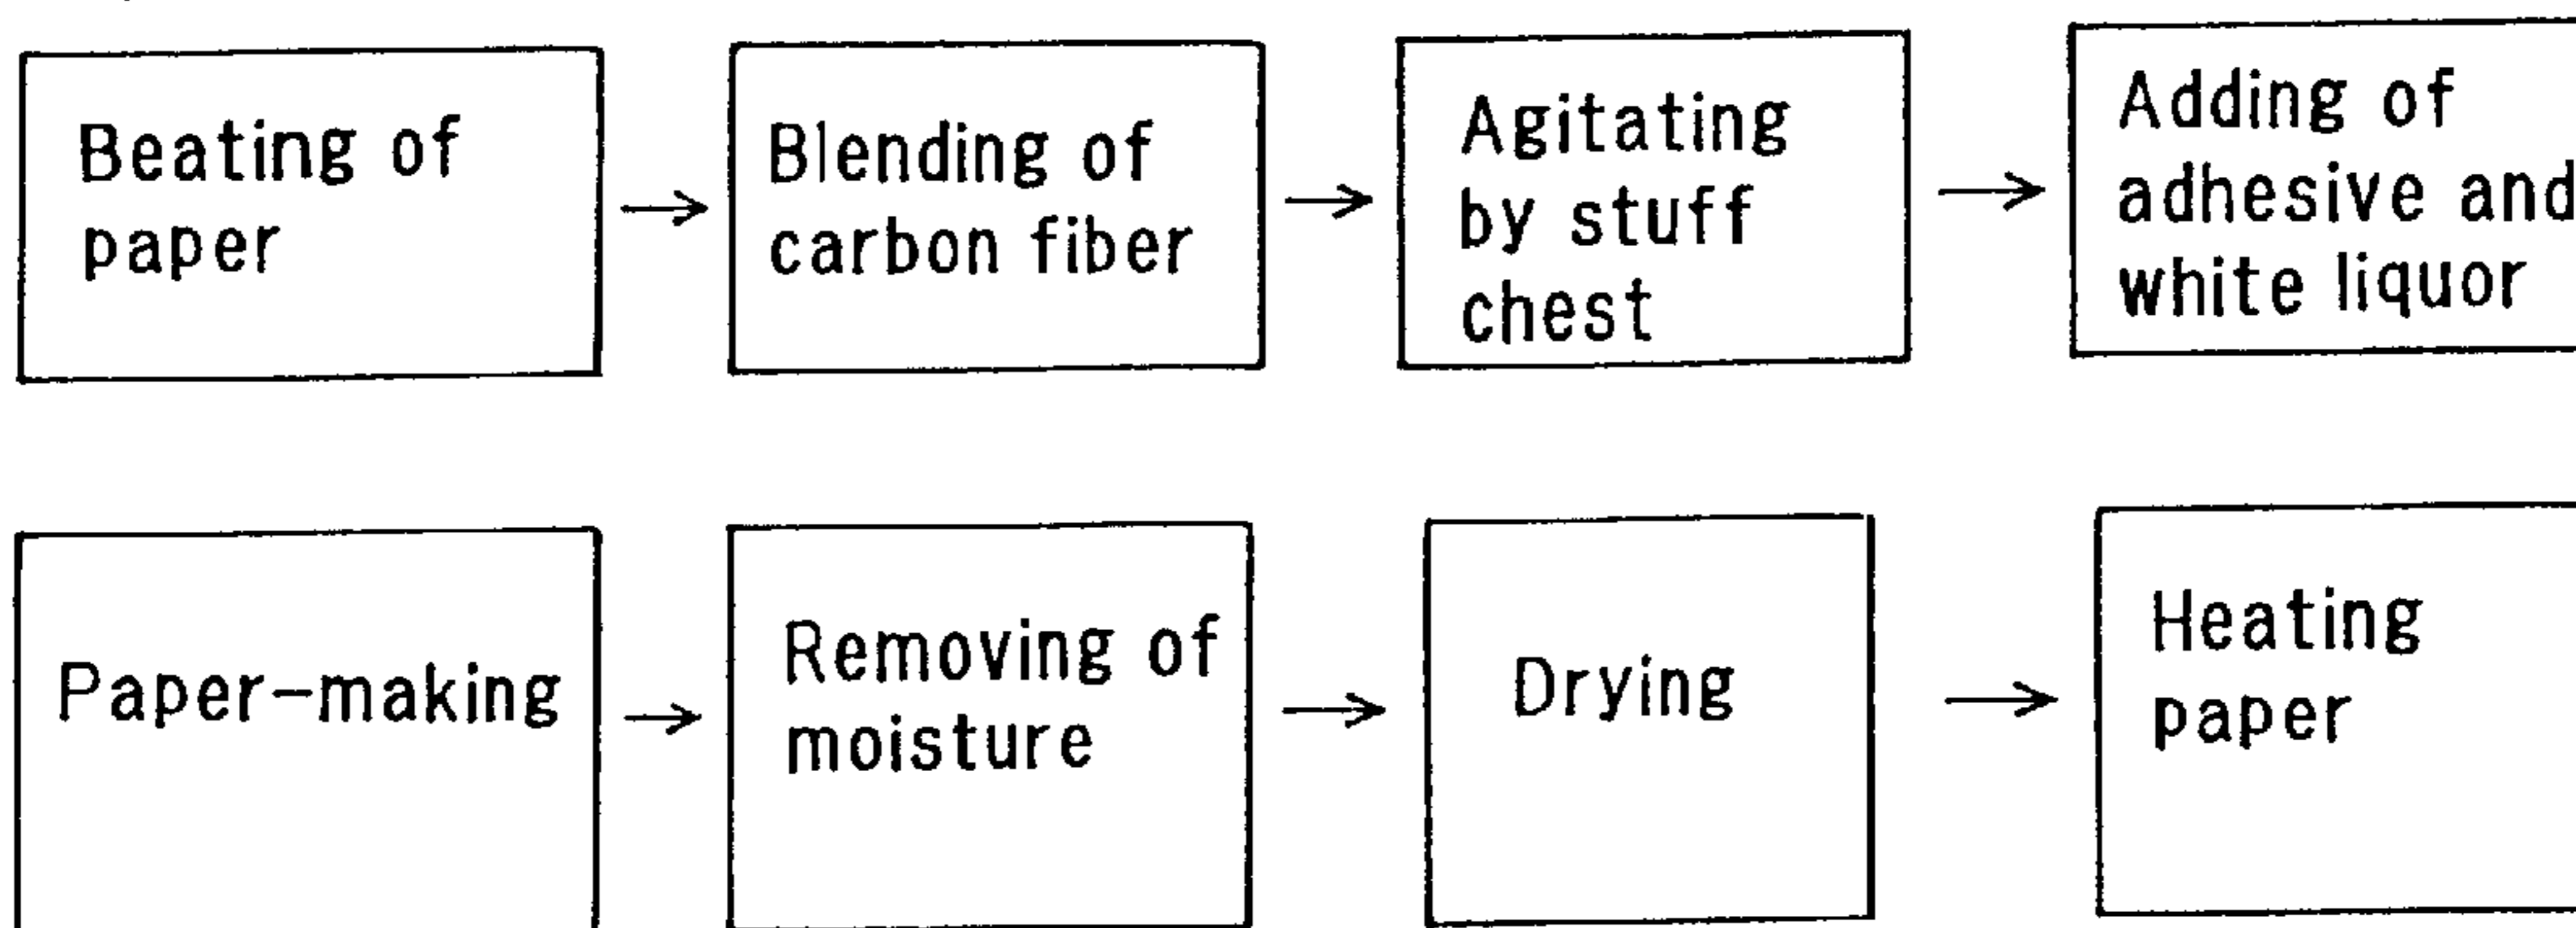 Beating of
paper
Blending of
carbon fiber
Agitating
by stuff
chest
Adding of
adhesive and
white liquor
Paper-making
Removing of
moisture
Drying
Heating
paper